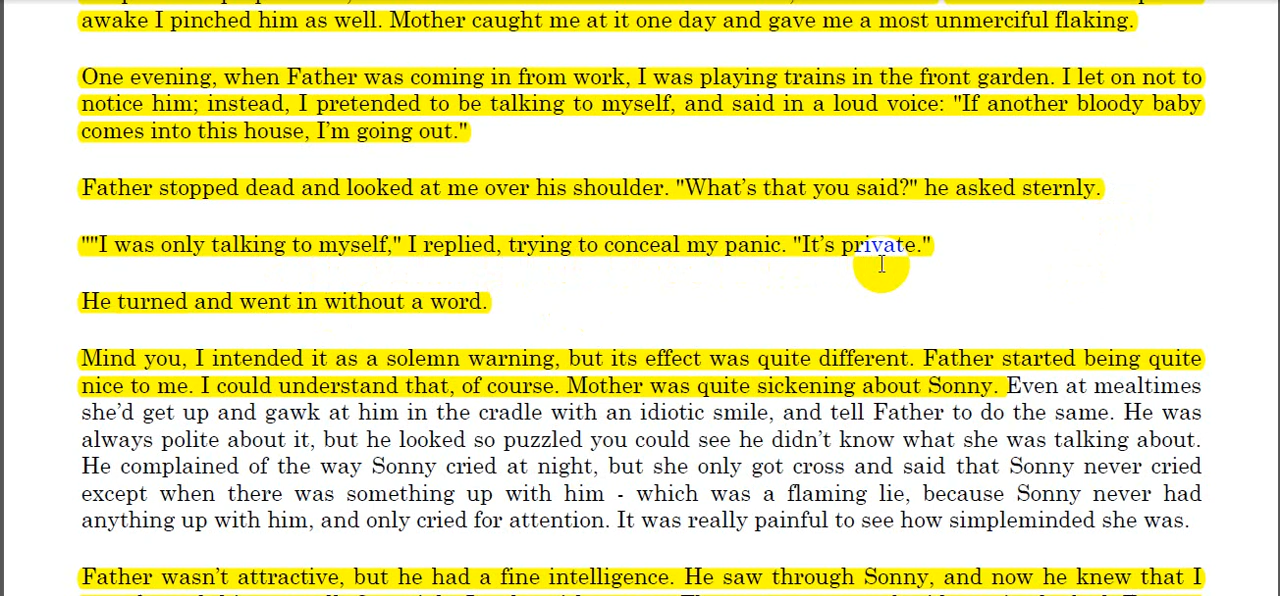 awake I pinched him as well. Mother caught me at it one day and gave me a most unmerciful flaking.
One evening, when Father was coming in from work, I was playing trains in the front garden. I let on not to
notice him; instead, I pretended to be talking to myself, and said in a loud voice: "If another bloody baby
comes into this house, I’m going out."
Father stopped dead and looked at me over his shoulder. "What’s that you said?" he asked sternly.
""I was only talking to myself," I replied, trying to conceal my panic. "It’s private."
He turned and went in without a word.
Mind you, I intended it as a solemn warning, but its effect was quite different. Father started being quite
nice to me. I could understand that, of course. Mother was quite sickening about Sonny. Even at mealtimes
she’d get up and gawk at him in the cradle with an idiotic smile, and tell Father to do the same. He was
always polite about it, but he looked so puzzled you could see he didn’t know what she was talking about.
He complained of the way Sonny cried at night, but she only got cross and said that Sonny never cried
except when there was something up with him - which was a flaming lie, because Sonny never had
anything up with him, and only cried for attention. It was really painful to see how simpleminded she was.
Father wasn’t attractive, but he had a fine intelligence. He saw through Sonny, and now he knew that I